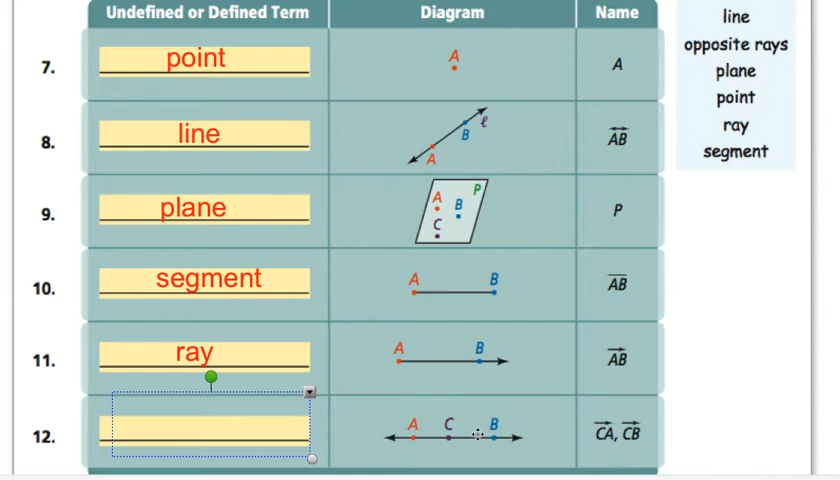 Undefined or Defined Term Diagram Name
7. point A A
8. line A B ℓ AB
9. plane A B C P P
10. segment A B AB
11. ray A B AB
12. A C B CA, CB
line
opposite rays
plane
point
ray
segment